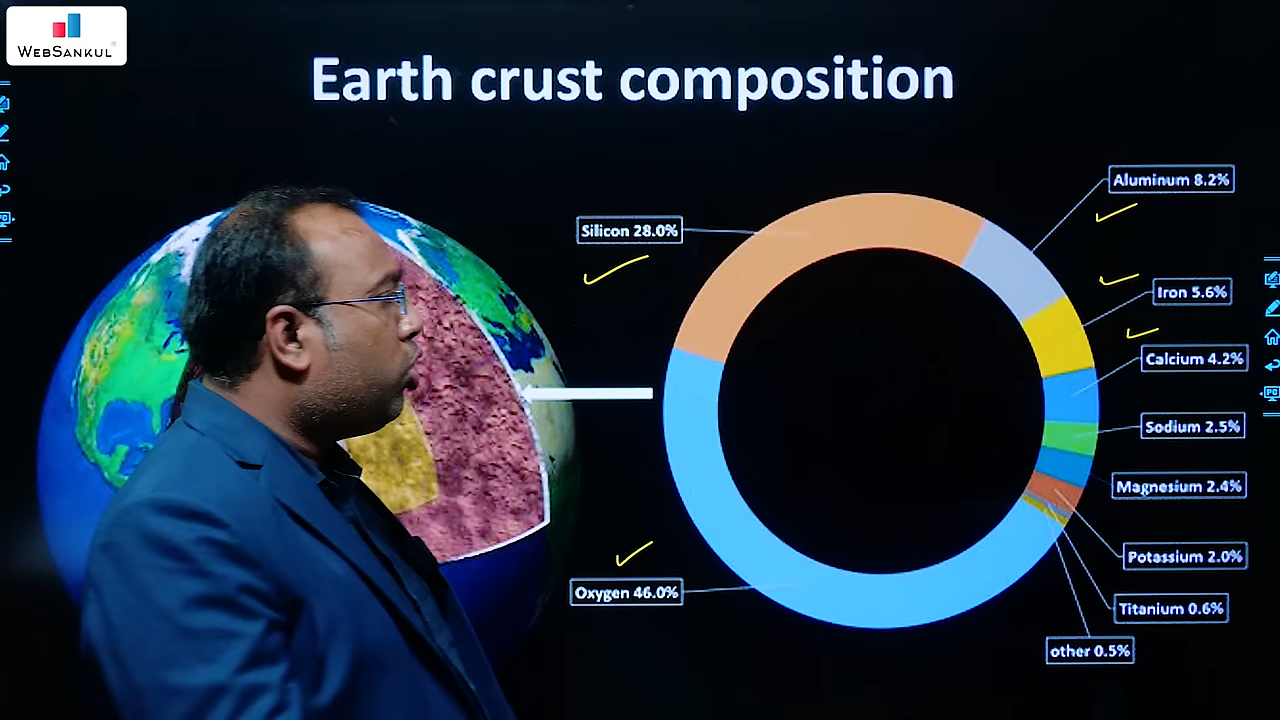 WEBSANKUL
Earth crust composition
Aluminum 8.2%
Silicon 28.0%
Iron 5.6%
Calcium 4.2%
Sodium 2.5%
Magnesium 2.4%
Potassium 2.0%
Oxygen 46.0%
Titanium 0.6%
other 0.5%